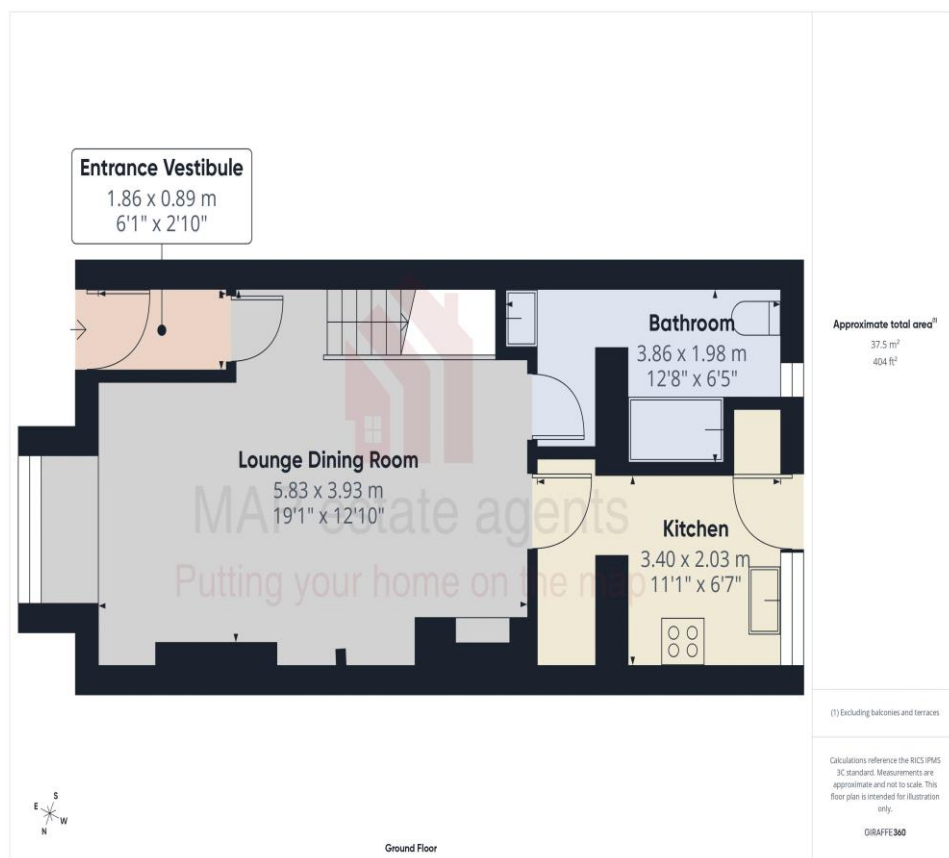 Entrance Vestibule
1.86 x 0.89 m
6'1" x 2'10"
Bathroom
3.86 x 1.98 m
12'8" x 6'5"
Lounge Dining Room
5.83 x 3.93 m
19'1" x 12'10"
MAP estate agents
Putting your home on the map
Kitchen
3.40 x 2.03 m
11'1" x 6'7"
Approximate total area(1)
37.5 m²
404 ft²
(1) Excluding balconies and terraces
Calculations reference the RICS IPMS
3C standard. Measurements are
approximate and not to scale. This
floor plan is intended for illustration
only.
GIRAFFE360
S
E
W
N
Ground Floor